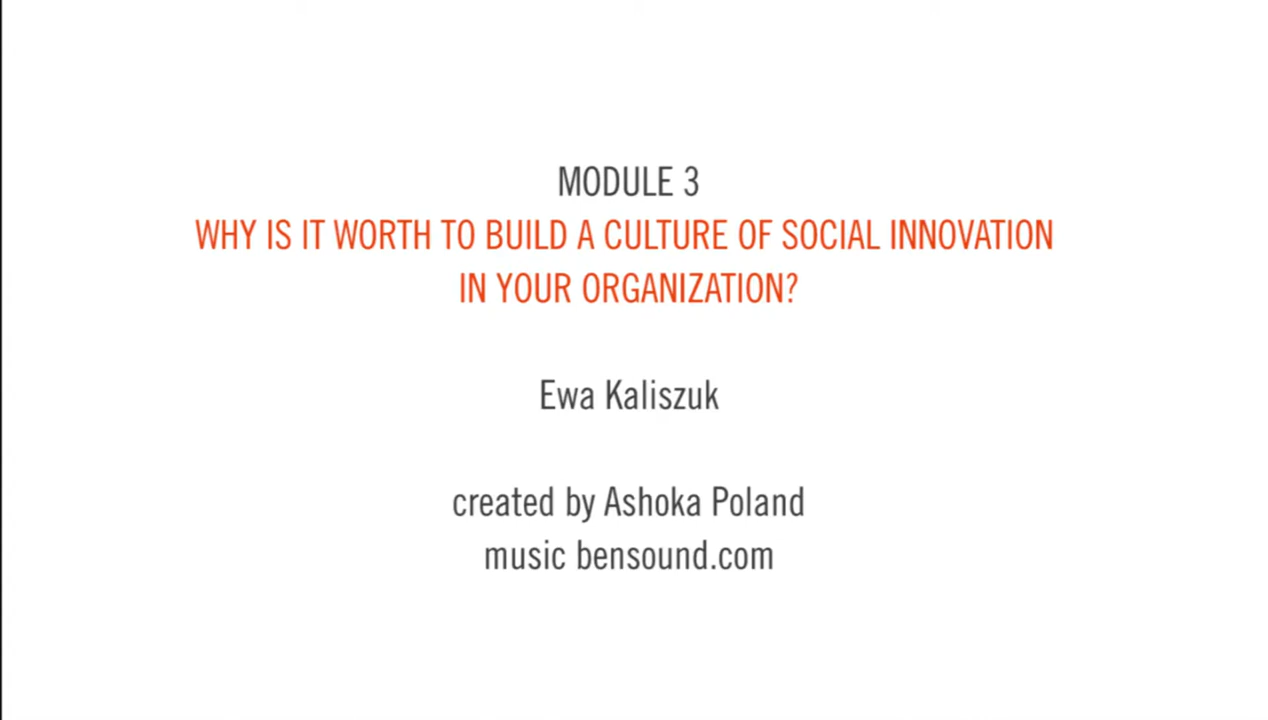 MODULE 3
WHY IS IT WORTH TO BUILD A CULTURE OF SOCIAL INNOVATION
IN YOUR ORGANIZATION?
Ewa Kaliszuk
created by Ashoka Poland
music bensound.com